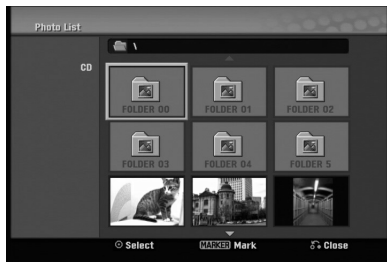 Photo List
\
CD
FOLDER 00 FOLDER 01 FOLDER 02
FOLDER 03 FOLDER 04 FOLDER 5
Select MARKER Mark Close